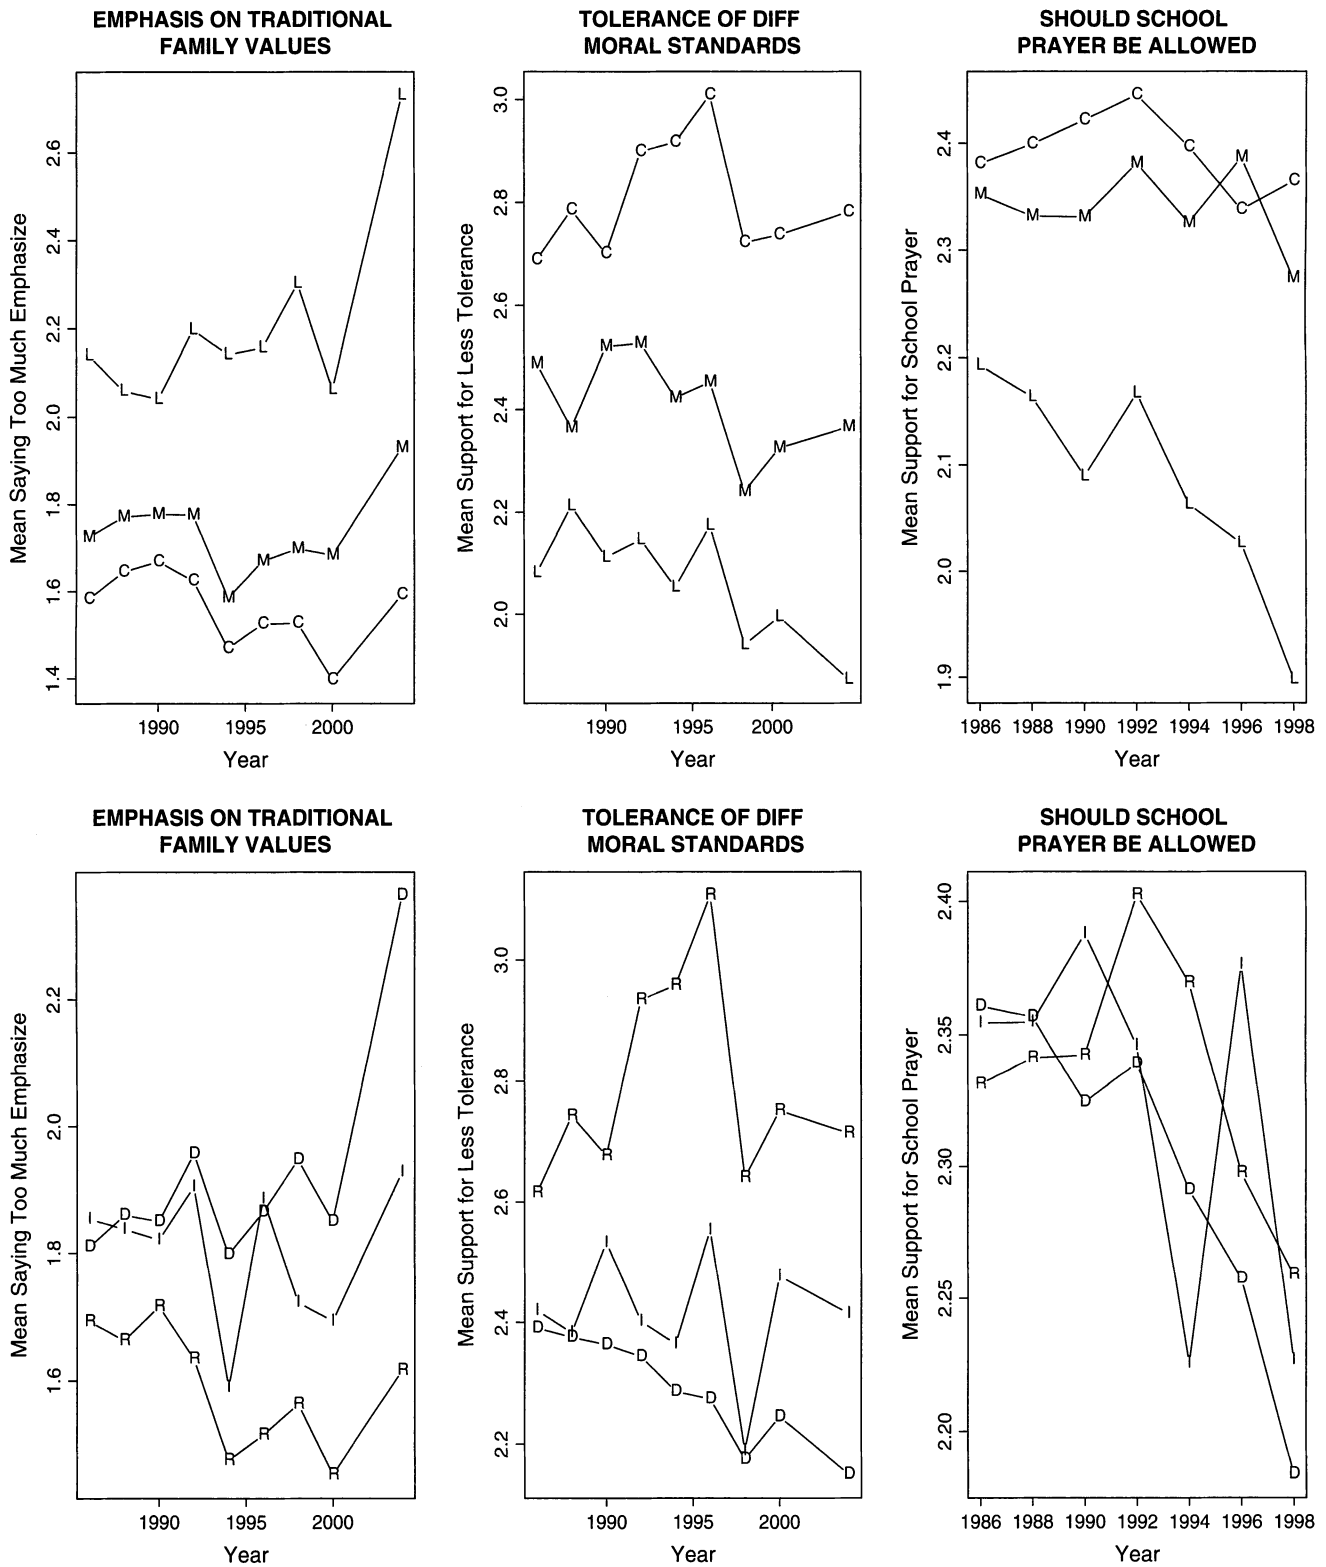 EMPHASIS ON TRADITIONAL
FAMILY VALUES
Mean Saying Too Much Emphasize
2.6
2.4
2.2
2.0
1.8
1.6
1.4
L L L L L L L L L
M M M M M M M M M
C C C C C C C C C
1990 1995 2000
Year
TOLERANCE OF DIFF
MORAL STANDARDS
Mean Support for Less Tolerance
3.0
2.8
2.6
2.4
2.2
2.0
C C C C C C C C C
M M M M M M M M M
L L L L L L L L L
1990 1995 2000
Year
SHOULD SCHOOL
PRAYER BE ALLOWED
Mean Support for School Prayer
2.4
2.3
2.2
2.1
2.0
1.9
C C C C C C C
M M M M M M M
L L L L L L L
1986 1988 1990 1992 1994 1996 1998
Year
EMPHASIS ON TRADITIONAL
FAMILY VALUES
Mean Saying Too Much Emphasize
2.2
2.0
1.8
1.6
D D D D D D D D D
I I I I I I I I I
R R R R R R R R R
1990 1995 2000
Year
TOLERANCE OF DIFF
MORAL STANDARDS
Mean Support for Less Tolerance
3.0
2.8
2.6
2.4
2.2
R R R R R R R R R
I I I I I I I I I
D D D D D D D D D
1990 1995 2000
Year
SHOULD SCHOOL
PRAYER BE ALLOWED
Mean Support for School Prayer
2.40
2.35
2.30
2.25
2.20
D D D D D D D
I I I I I I I
R R R R R R R
1986 1988 1990 1992 1994 1996 1998
Year